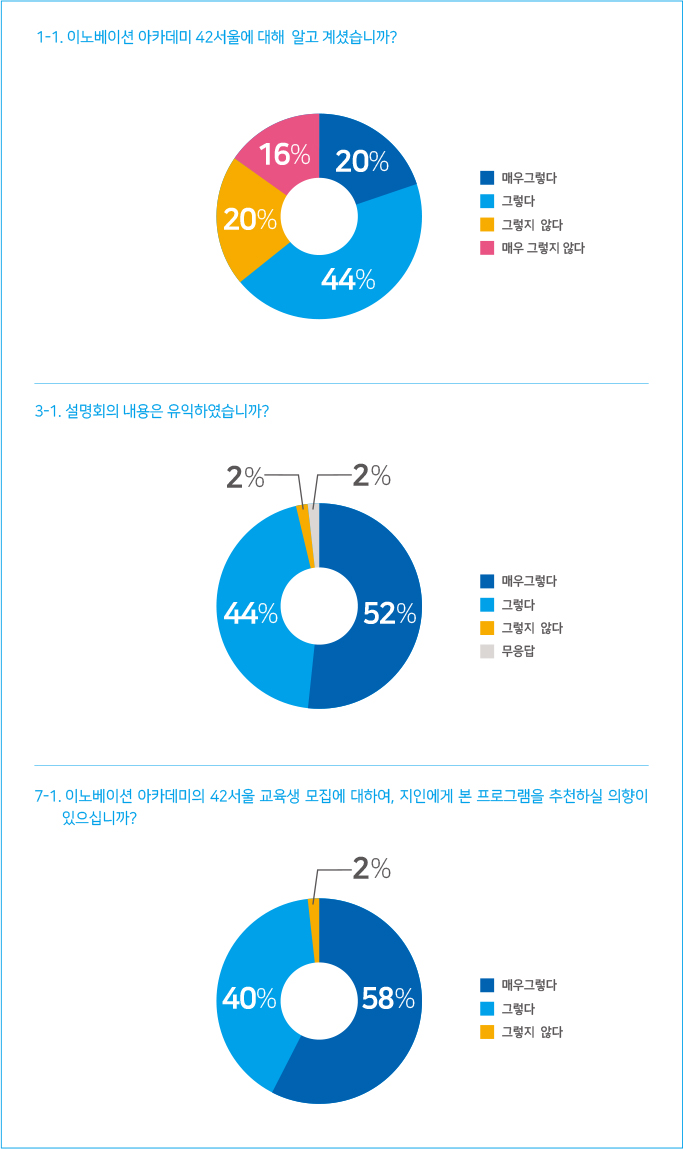 1-1. 이노베이션 아카데미 42서울에 대해 알고 계셨습니까?
16%
20%
20%
44%
매우그렇다
그렇다
그렇지 않다
매우 그렇지 않다
3-1. 설명회의 내용은 유익하였습니까?
2%
2%
44%
52%
매우그렇다
그렇다
그렇지 않다
무응답
7-1. 이노베이션 아카데미의 42서울 교육생 모집에 대하여, 지인에게 본 프로그램을 추천하실 의향이
있으십니까?
2%
40%
58%
매우그렇다
그렇다
그렇지 않다